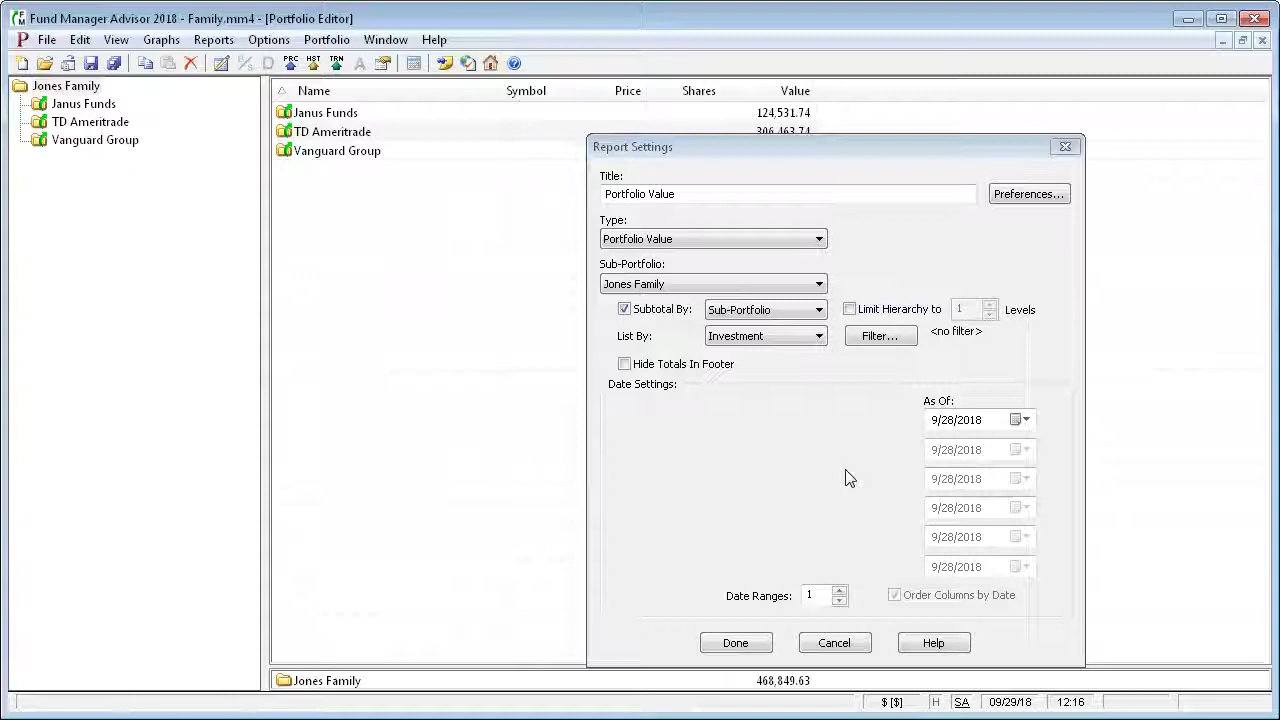 Fund Manager Advisor 2018 - Family.mm4 - [Portfolio Editor]
File Edit View Graphs Reports Options Portfolio Window Help
PRC HST TRN
Jones Family
Janus Funds
TD Ameritrade
Vanguard Group
Name Symbol Price Shares Value
Janus Funds 124,531.74
TD Ameritrade 306,463.74
Vanguard Group
Report Settings
Title:
Portfolio Value Preferences...
Type:
Portfolio Value
Sub-Portfolio:
Jones Family
Subtotal By: Sub-Portfolio Limit Hierarchy to 1 Levels
List By: Investment Filter... <no filter>
Hide Totals In Footer
Date Settings:
As Of:
9/28/2018
9/28/2018
9/28/2018
9/28/2018
9/28/2018
9/28/2018
Date Ranges: 1 Order Columns by Date
Done Cancel Help
Jones Family 468,849.63
$ [$] H SA 09/29/18 12:16